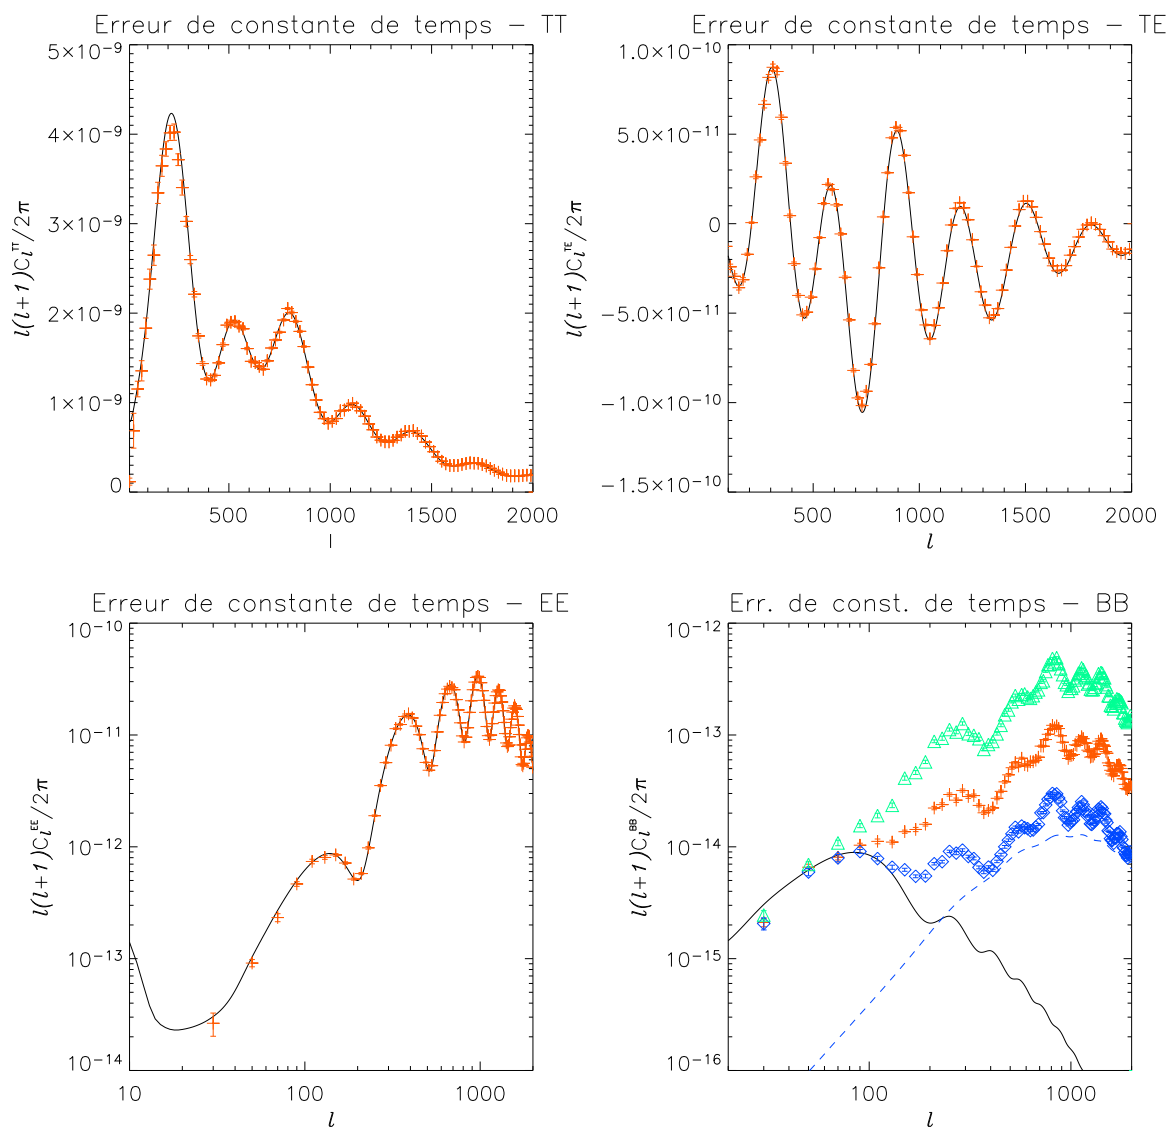 Erreur de constante de temps − TT
5×10⁻⁹
4×10⁻⁹
3×10⁻⁹
2×10⁻⁹
1×10⁻⁹
0
l(l+1)Cl^TT/2π
500 1000 1500 2000
l
Erreur de constante de temps − TE
1.0×10⁻¹⁰
5.0×10⁻¹¹
0
−5.0×10⁻¹¹
−1.0×10⁻¹⁰
−1.5×10⁻¹⁰
l(l+1)Cl^TE/2π
500 1000 1500 2000
l
Erreur de constante de temps − EE
10⁻¹⁰
10⁻¹¹
10⁻¹²
10⁻¹³
10⁻¹⁴
l(l+1)Cl^EE/2π
10 100 1000
l
Err. de const. de temps − BB
10⁻¹²
10⁻¹³
10⁻¹⁴
10⁻¹⁵
10⁻¹⁶
l(l+1)Cl^BB/2π
100 1000
l